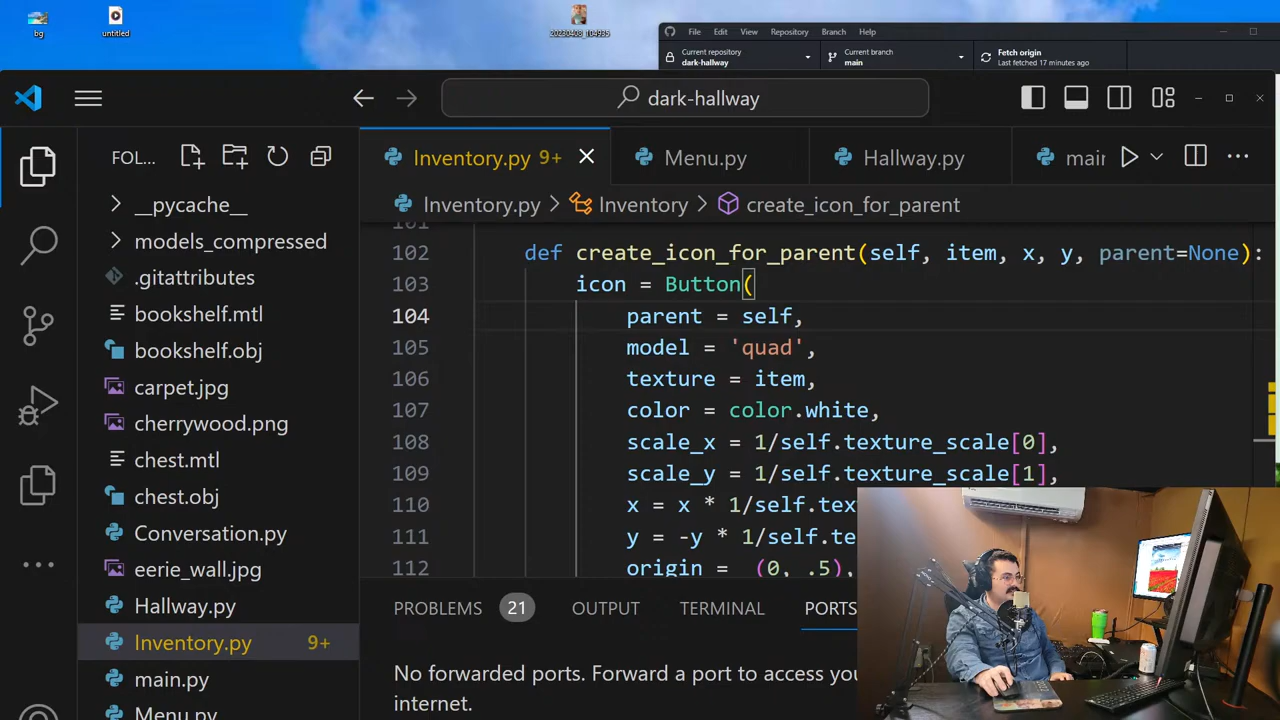 bg
untitled
20230408_104935
File Edit View Repository Branch Help
Current repository
dark-hallway
Current branch
main
Fetch origin
Last fetched 17 minutes ago
dark-hallway
FOL...
Inventory.py 9+
Menu.py
Hallway.py
main
Inventory.py > Inventory > create_icon_for_parent
__pycache__
models_compressed
.gitattributes
bookshelf.mtl
bookshelf.obj
carpet.jpg
cherrywood.png
chest.mtl
chest.obj
Conversation.py
eerie_wall.jpg
Hallway.py
Inventory.py 9+
main.py
Menu.py
101
102 def create_icon_for_parent(self, item, x, y, parent=None):
103 icon = Button(
104 parent = self,
105 model = 'quad',
106 texture = item,
107 color = color.white,
108 scale_x = 1/self.texture_scale[0],
109 scale_y = 1/self.texture_scale[1],
110 x = x * 1/self.tex
111 y = -y * 1/self.te
112 origin = (0, .5),
PROBLEMS 21 OUTPUT TERMINAL PORTS
No forwarded ports. Forward a port to access you
internet.